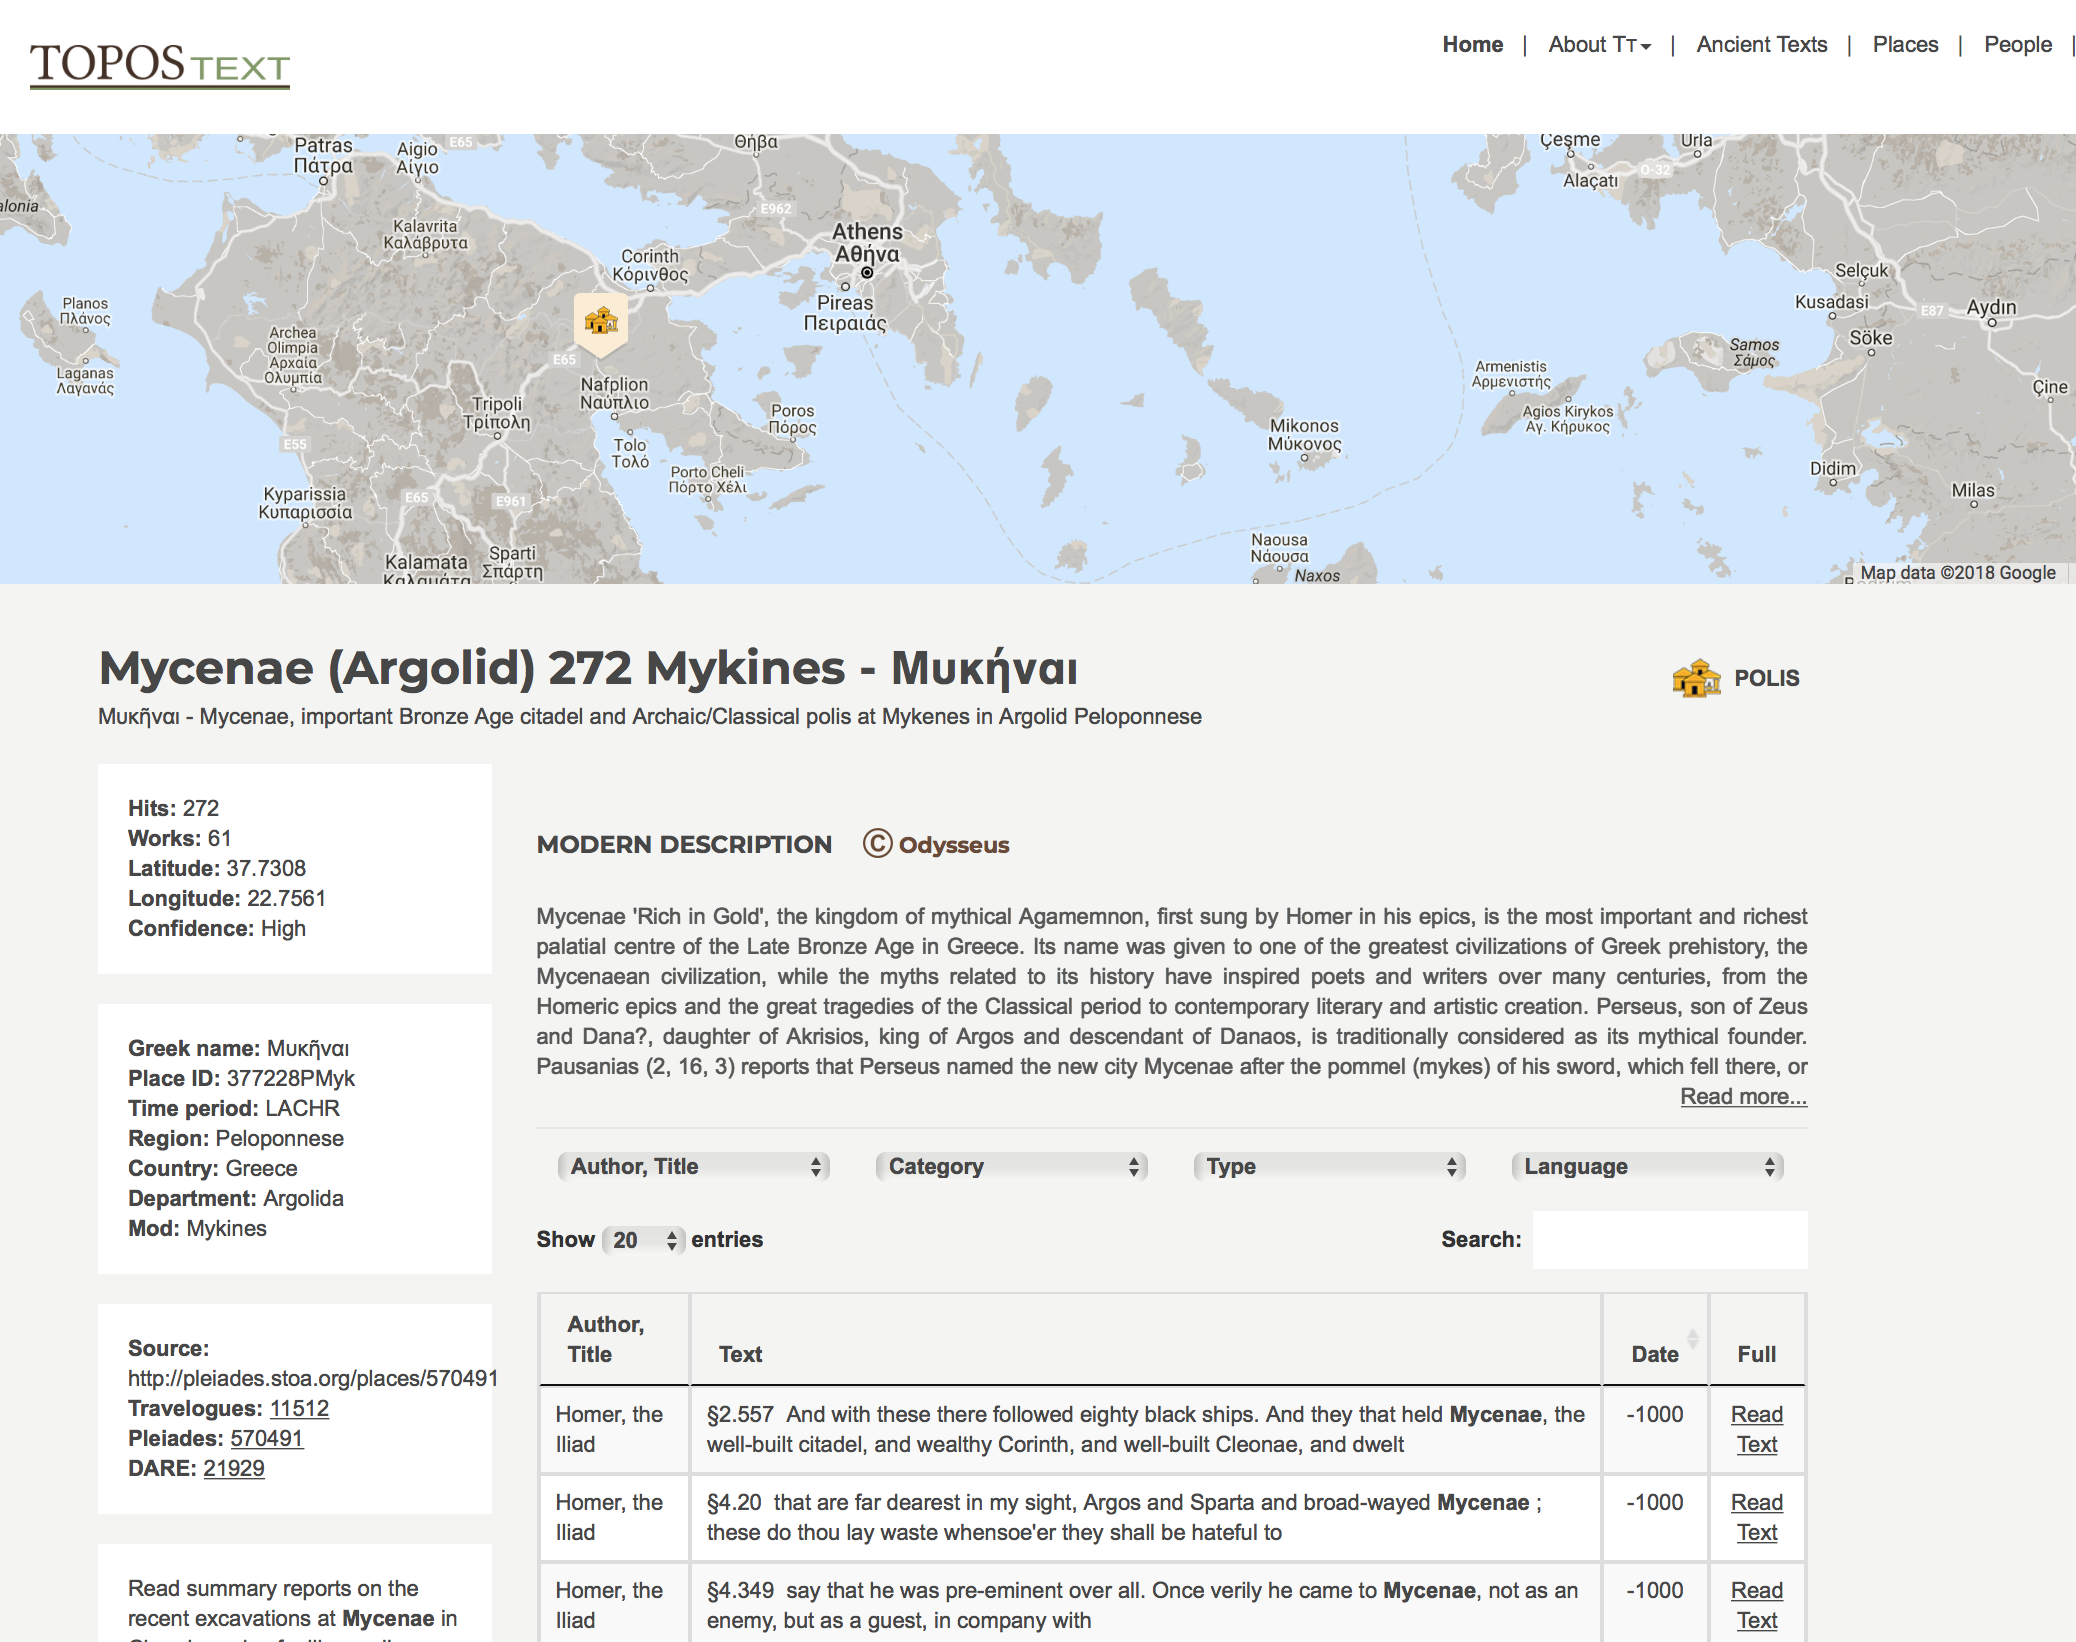 TOPOS TEXT
Home | About TT | Ancient Texts | Places | People |
Patras
Πάτρα
Aigio
Αίγιο
E65
Θήβα
Çeşme
Urla
O-32
Alaçatı
alonia
Kalavrita
Καλάβρυτα
E962
Athens
Αθήνα
Corinth
Κόρινθος
Pireas
Πειραιάς
Selçuk
Kusadasi
E87
Aydın
Söke
Planos
Πλάνος
Archea
Olimpia
Αρχαία
Ολυμπία
Laganas
Λαγανάς
E65
Samos
Σάμος
Armenistis
Αρμενιστής
Çine
Nafplion
Ναύπλιο
Tripoli
Τρίπολη
Poros
Πόρος
Agios Kirykos
Αγ. Κήρυκος
Mikonos
Μύκονος
E55
Tolo
Τολό
Porto Cheli
Πόρτο Χέλι
Didim
Milas
Kyparissia
Κυπαρισσία
E65
E961
Kalamata
Καλαμάτα
Sparti
Σπάρτη
Naousa
Νάουσα
Naxos
Map data ©2018 Google
Mycenae (Argolid) 272 Mykines - Μυκήναι
POLIS
Μυκῆναι - Mycenae, important Bronze Age citadel and Archaic/Classical polis at Mykenes in Argolid Peloponnese
Hits: 272
Works: 61
Latitude: 37.7308
Longitude: 22.7561
Confidence: High
Greek name: Μυκῆναι
Place ID: 377228PMyk
Time period: LACHR
Region: Peloponnese
Country: Greece
Department: Argolida
Mod: Mykines
Source:
http://pleiades.stoa.org/places/570491
Travelogues: 11512
Pleiades: 570491
DARE: 21929
Read summary reports on the
recent excavations at Mycenae in
MODERN DESCRIPTION © Odysseus
Mycenae 'Rich in Gold', the kingdom of mythical Agamemnon, first sung by Homer in his epics, is the most important and richest
palatial centre of the Late Bronze Age in Greece. Its name was given to one of the greatest civilizations of Greek prehistory, the
Mycenaean civilization, while the myths related to its history have inspired poets and writers over many centuries, from the
Homeric epics and the great tragedies of the Classical period to contemporary literary and artistic creation. Perseus, son of Zeus
and Dana?, daughter of Akrisios, king of Argos and descendant of Danaos, is traditionally considered as its mythical founder.
Pausanias (2, 16, 3) reports that Perseus named the new city Mycenae after the pommel (mykes) of his sword, which fell there, or
Read more...
Author, Title Category Type Language
Show 20 entries Search:
Author, Title Text Date Full
Homer, the Iliad
§2.557 And with these there followed eighty black ships. And they that held Mycenae, the
well-built citadel, and wealthy Corinth, and well-built Cleonae, and dwelt
-1000
Read Text
Homer, the Iliad
§4.20 that are far dearest in my sight, Argos and Sparta and broad-wayed Mycenae ;
these do thou lay waste whensoe'er they shall be hateful to
-1000
Read Text
Homer, the Iliad
§4.349 say that he was pre-eminent over all. Once verily he came to Mycenae, not as an
enemy, but as a guest, in company with
-1000
Read Text